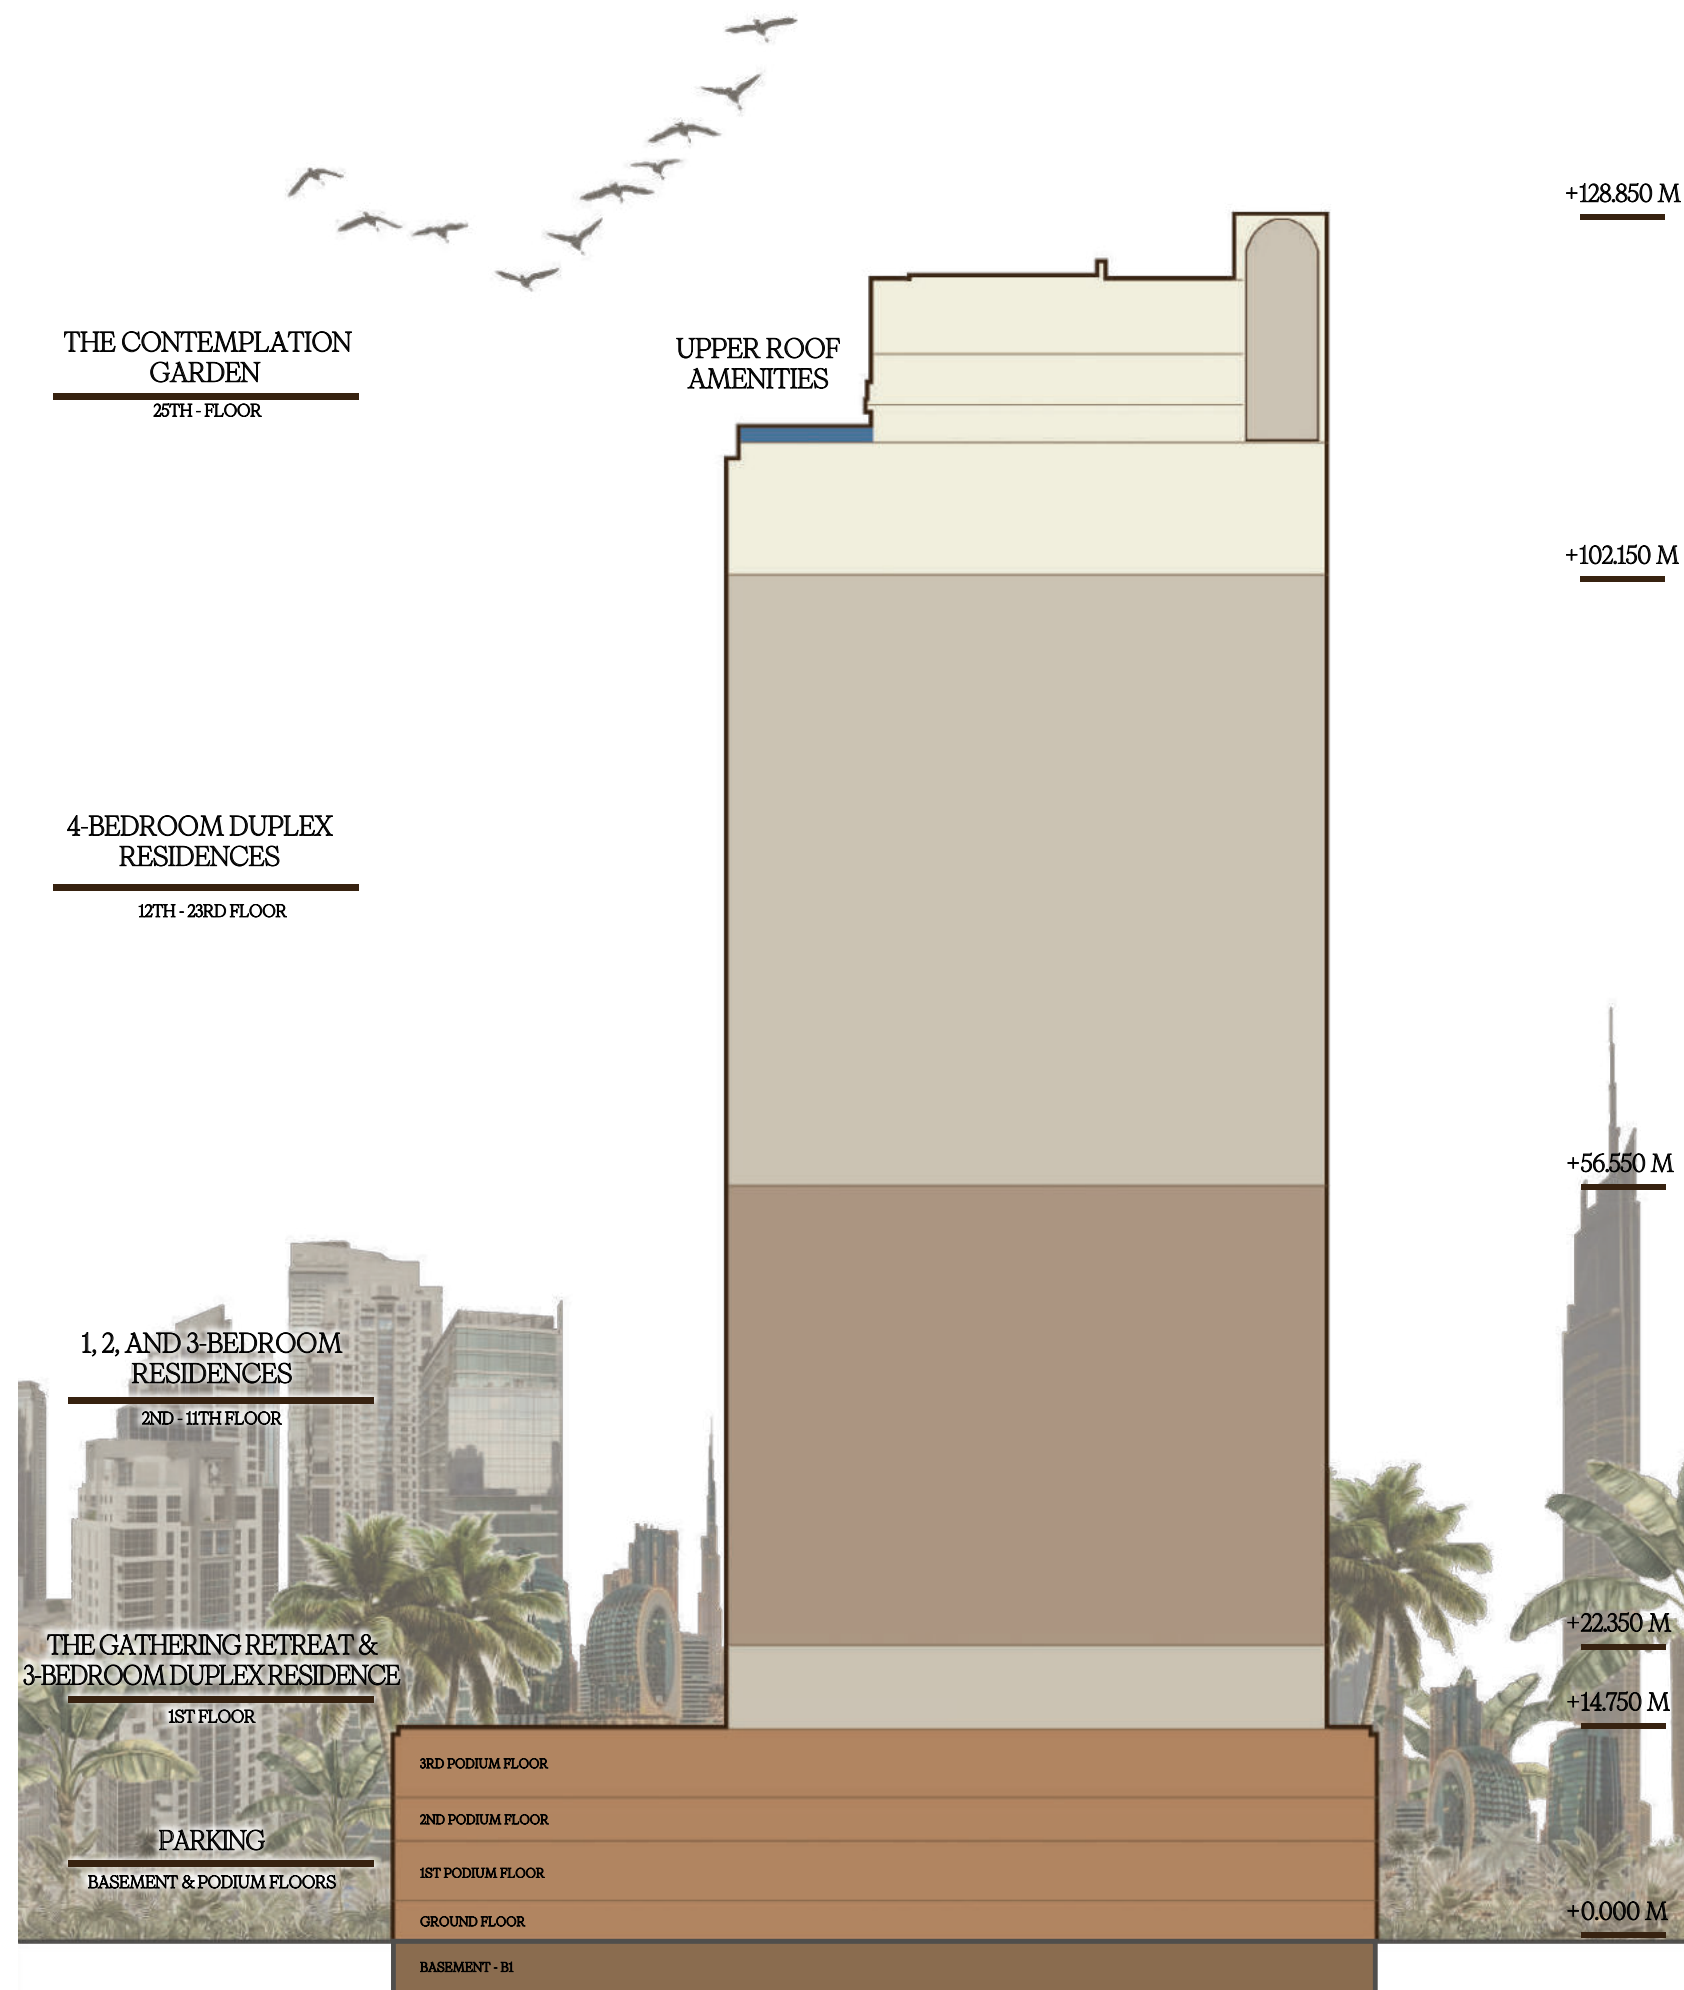 +128.850 M
THE CONTEMPLATION
GARDEN
25TH - FLOOR
UPPER ROOF
AMENITIES
+102.150 M
4-BEDROOM DUPLEX
RESIDENCES
12TH - 23RD FLOOR
+56.550 M
1, 2, AND 3-BEDROOM
RESIDENCES
2ND - 11TH FLOOR
+22.350 M
THE GATHERING RETREAT &
3-BEDROOM DUPLEX RESIDENCE
1ST FLOOR
+14.750 M
3RD PODIUM FLOOR
2ND PODIUM FLOOR
PARKING
BASEMENT & PODIUM FLOORS
1ST PODIUM FLOOR
GROUND FLOOR
+0.000 M
BASEMENT - B1